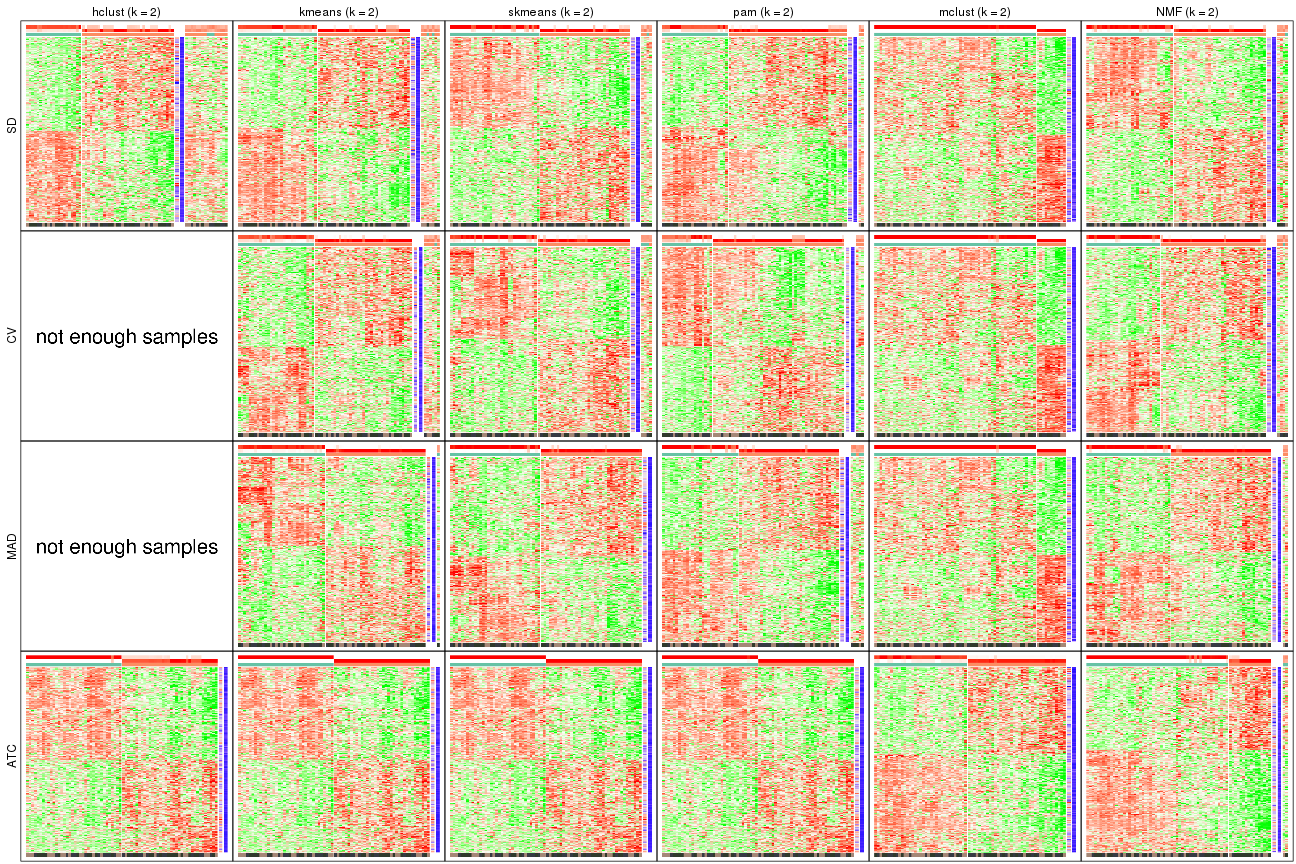 hclust (k = 2)
kmeans (k = 2)
skmeans (k = 2)
pam (k = 2)
mclust (k = 2)
NMF (k = 2)
SD
CV
not enough samples
MAD
not enough samples
ATC